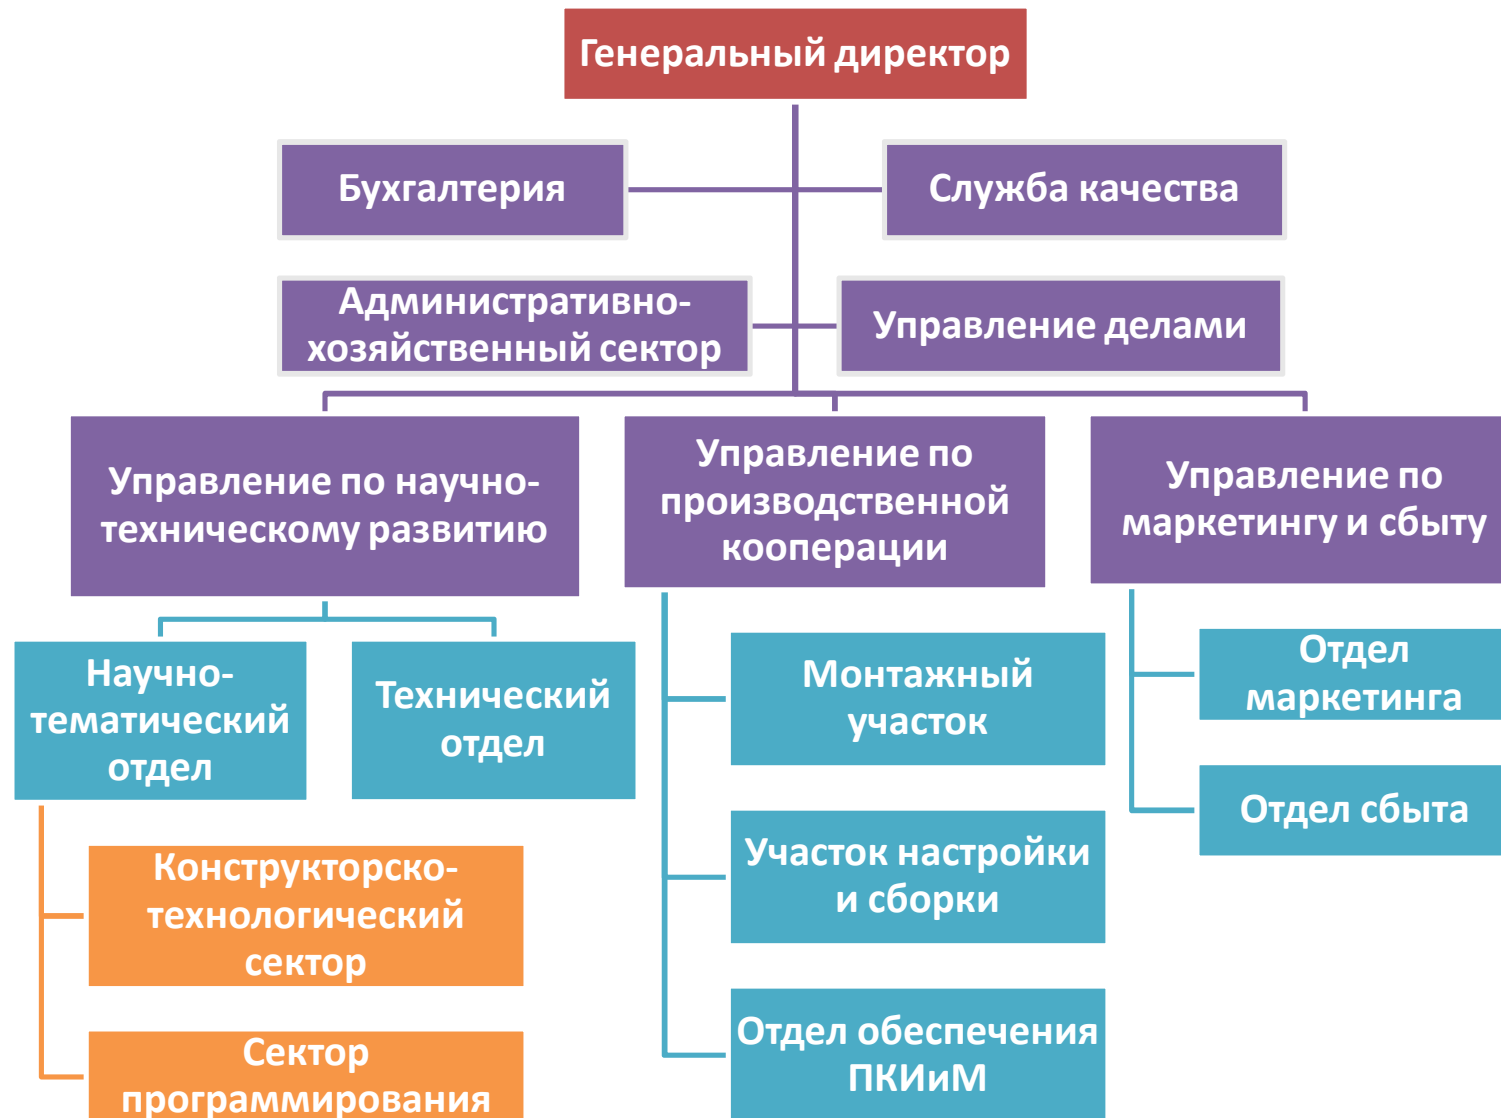 Генеральный директор
Бухгалтерия
Служба качества
Административно-
хозяйственный сектор
Управление делами
Управление по научно-
техническому развитию
Управление по
производственной
кооперации
Управление по
маркетингу и сбыту
Научно-
тематический
отдел
Технический
отдел
Конструкторско-
технологический
сектор
Сектор
программирования
Монтажный
участок
Участок настройки
и сборки
Отдел обеспечения
ПКИиМ
Отдел
маркетинга
Отдел сбыта